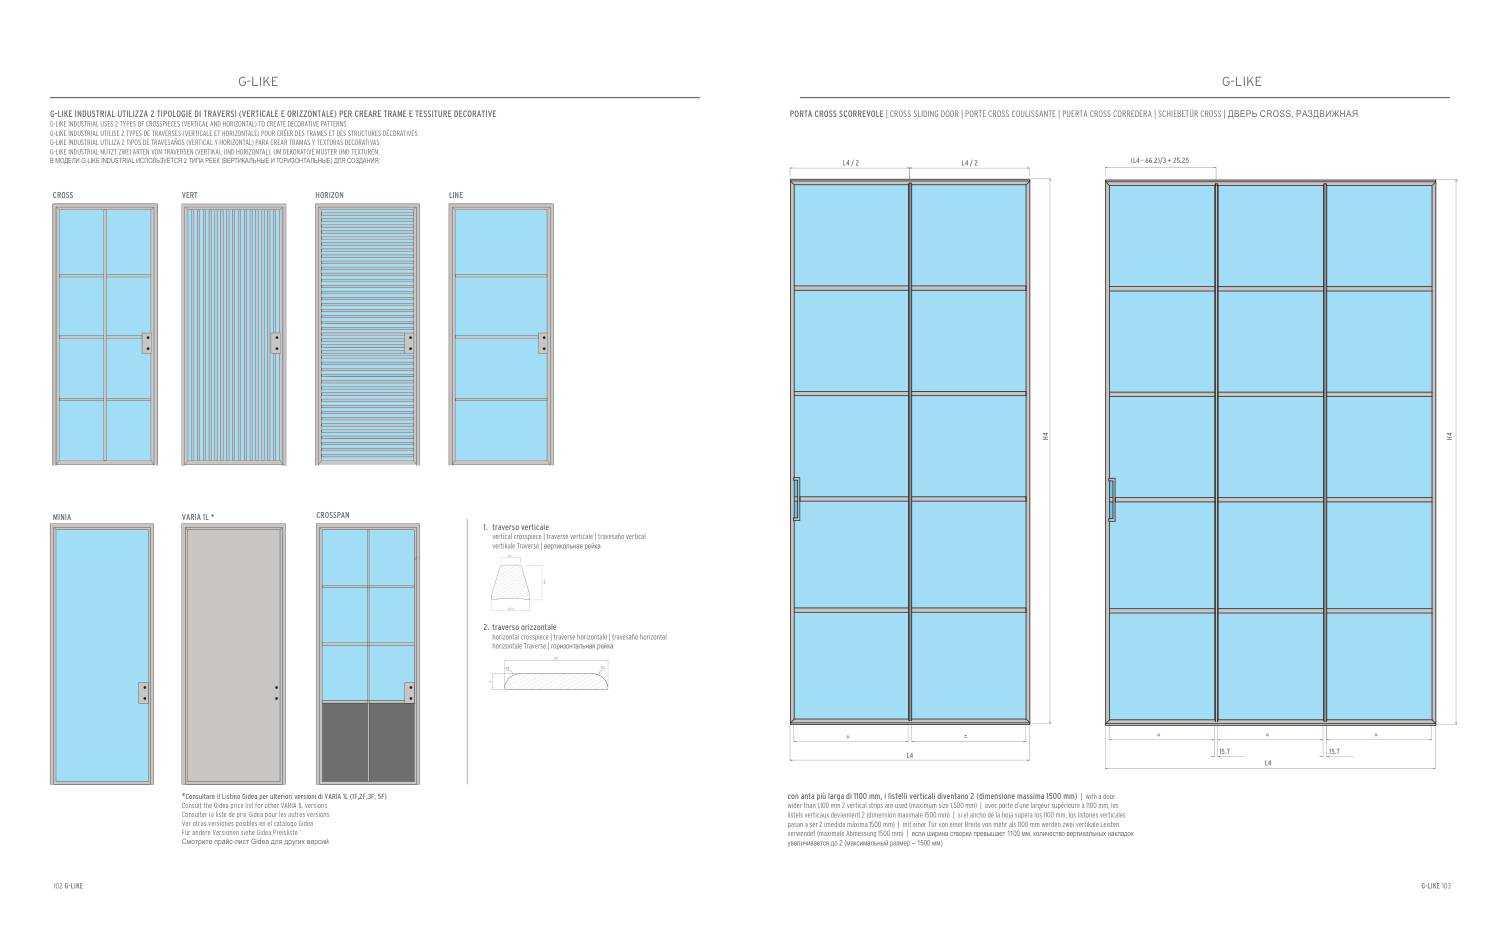 G-LIKE
G-LIKE INDUSTRIAL UTILIZZA 2 TIPOLOGIE DI TRAVERSI (VERTICALE E ORIZZONTALE) PER CREARE TRAME E TESSITURE DECORATIVE
G-LIKE INDUSTRIAL USES 2 TYPES OF CROSSPIECES (VERTICAL AND HORIZONTAL) TO CREATE DECORATIVE PATTERNS
G-LIKE INDUSTRIAL UTILISE 2 TYPES DE TRAVERSES (VERTICALE ET HORIZONTALE) POUR CRÉER DES TRAMES ET DES STRUCTURES DÉCORATIVES:
G-LIKE INDUSTRIAL UTILIZA 2 TIPOS DE TRAVESAÑOS (VERTICAL Y HORIZONTAL) PARA CREAR TRAMAS Y TEXTURAS DECORATIVAS:
G-LIKE INDUSTRIAL NUTZT ZWEI ARTEN VON TRAVERSEN (VERTIKAL UND HORIZONTAL), UM DEKORATIVE MUSTER UND TEXTUREN.
В МОДЕЛИ G-LIKE INDUSTRIAL ИСПОЛЬЗУЕТСЯ 2 ТИПА РЕЕК (ВЕРТИКАЛЬНЫЕ И ГОРИЗОНТАЛЬНЫЕ) ДЛЯ СОЗДАНИЯ:
CROSS
VERT
HORIZON
LINE
MINIA
VARIA 1L *
CROSSPAN
1. traverso verticale
vertical crosspiece | traverse verticale | travesaño vertical
vertikale Traverse | вертикальная рейка
2. traverso orizzontale
horizontal crosspiece | traverse horizontale | travesaño horizontal
horizontale Traverse | горизонтальная рейка
*Consultare il Listino Gidea per ulteriori versioni di VARIA 1L (1F,2F,3F, 5F)
Consult the Gidea price list for other VARIA 1L versions
Consulter la liste de prix Gidea pour les autres versions
Ver otras versiones posibles en el catálogo Gidea
Für andere Versionen siehe Gidea Preisliste
Смотрите прайс-лист Gidea для других версий
102 G-LIKE
G-LIKE
PORTA CROSS SCORREVOLE | CROSS SLIDING DOOR | PORTE CROSS COULISSANTE | PUERTA CROSS CORREDERA | SCHIEBETÜR CROSS | ДВЕРЬ CROSS, РАЗДВИЖНАЯ
L4 / 2
L4 / 2
H4
=
=
L4
(L4 - 66.2)/3 + 25.25
H4
=
=
=
15.7
15.7
L4
con anta più larga di 1100 mm, i listelli verticali diventano 2 (dimensione massima 1500 mm) | with a door
wider than 1,100 mm 2 vertical strips are used (maximum size 1,500 mm) | avec porte d'une largeur supérieure à 1100 mm, les
listels verticaux deviennent 2 (dimension maximale 1500 mm) | si el ancho de la hoja supera los 1100 mm, los listones verticales
pasan a ser 2 (medida máxima 1500 mm) | mit einer Tür von einer Breite von mehr als 1100 mm werden zwei vertikale Leisten
verwendet (maximale Abmessung 1500 mm) | если ширина створки превышает 1100 мм, количество вертикальных накладок
увеличивается до 2 (максимальный размер – 1500 мм)
G-LIKE 103